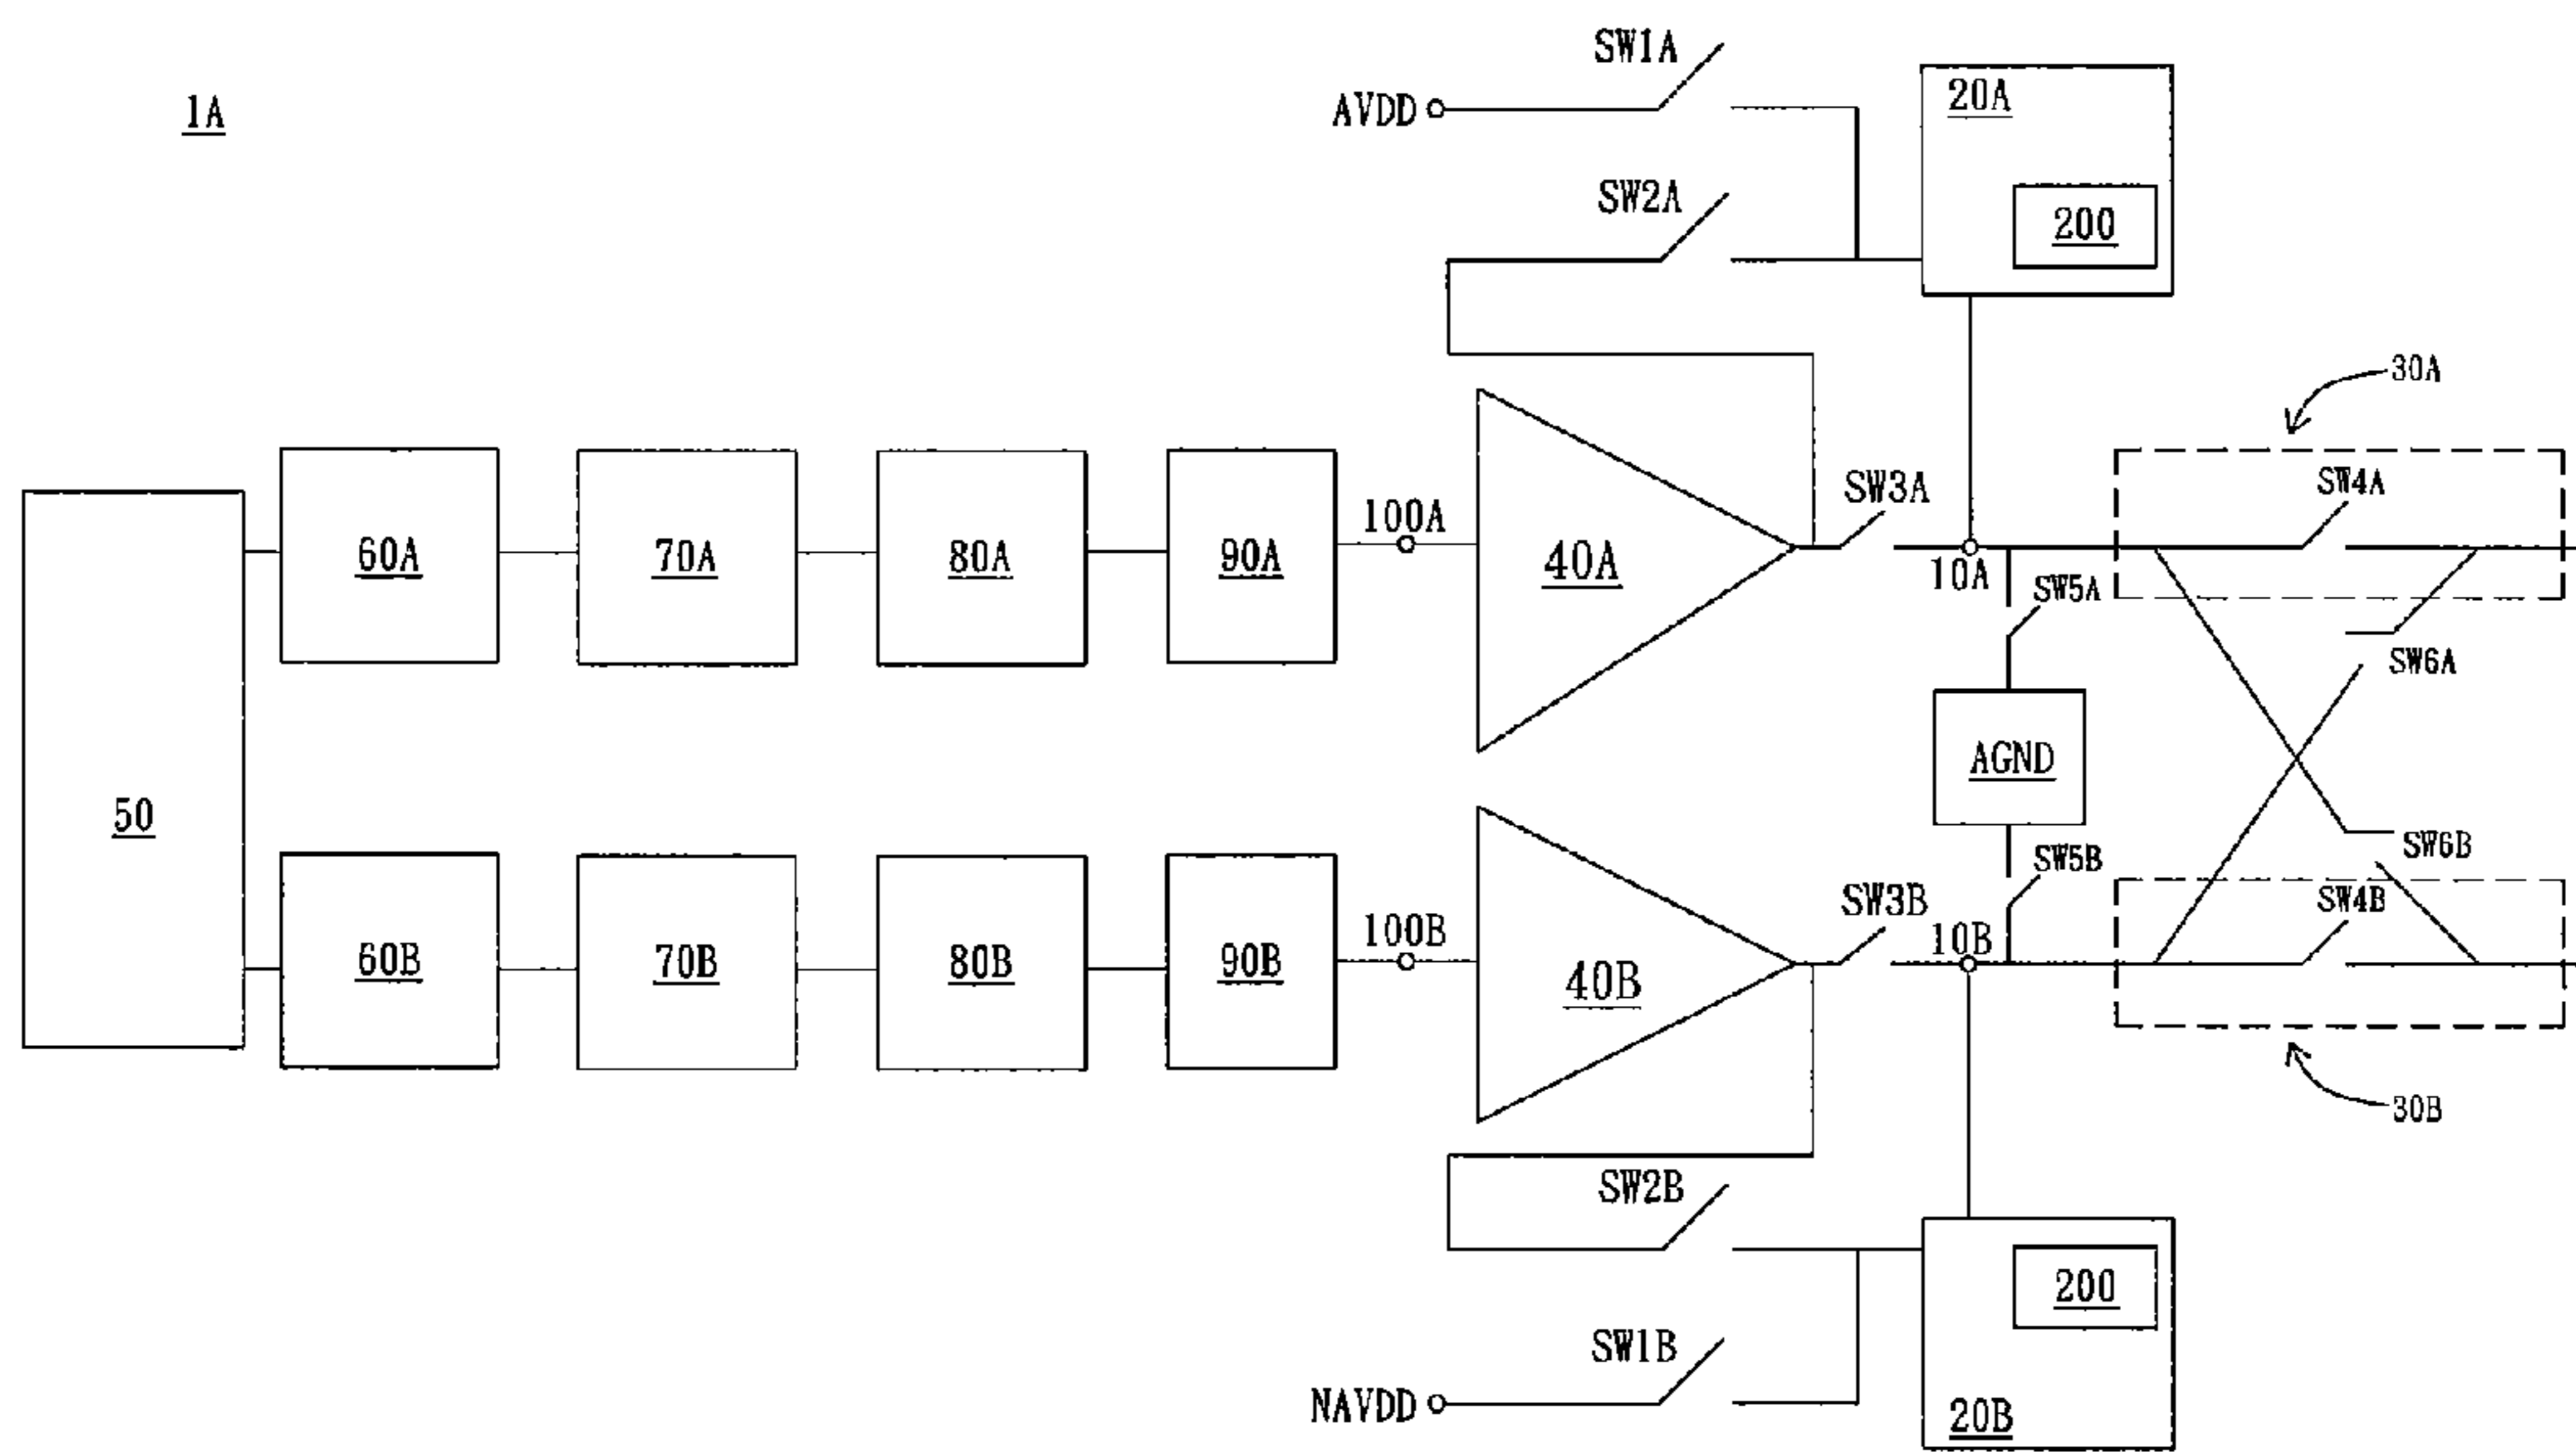 1A
SW1A
AVDD
20A
SW2A
200
30A
SW4A
100A
SW3A
60A
70A
80A
90A
40A
10A
SW5A
SW6A
AGND
50
SW6B
SW5B
SW4B
SW3B
100B
10B
60B
70B
80B
90B
40B
30B
SW2B
200
SW1B
NAVDD
20B